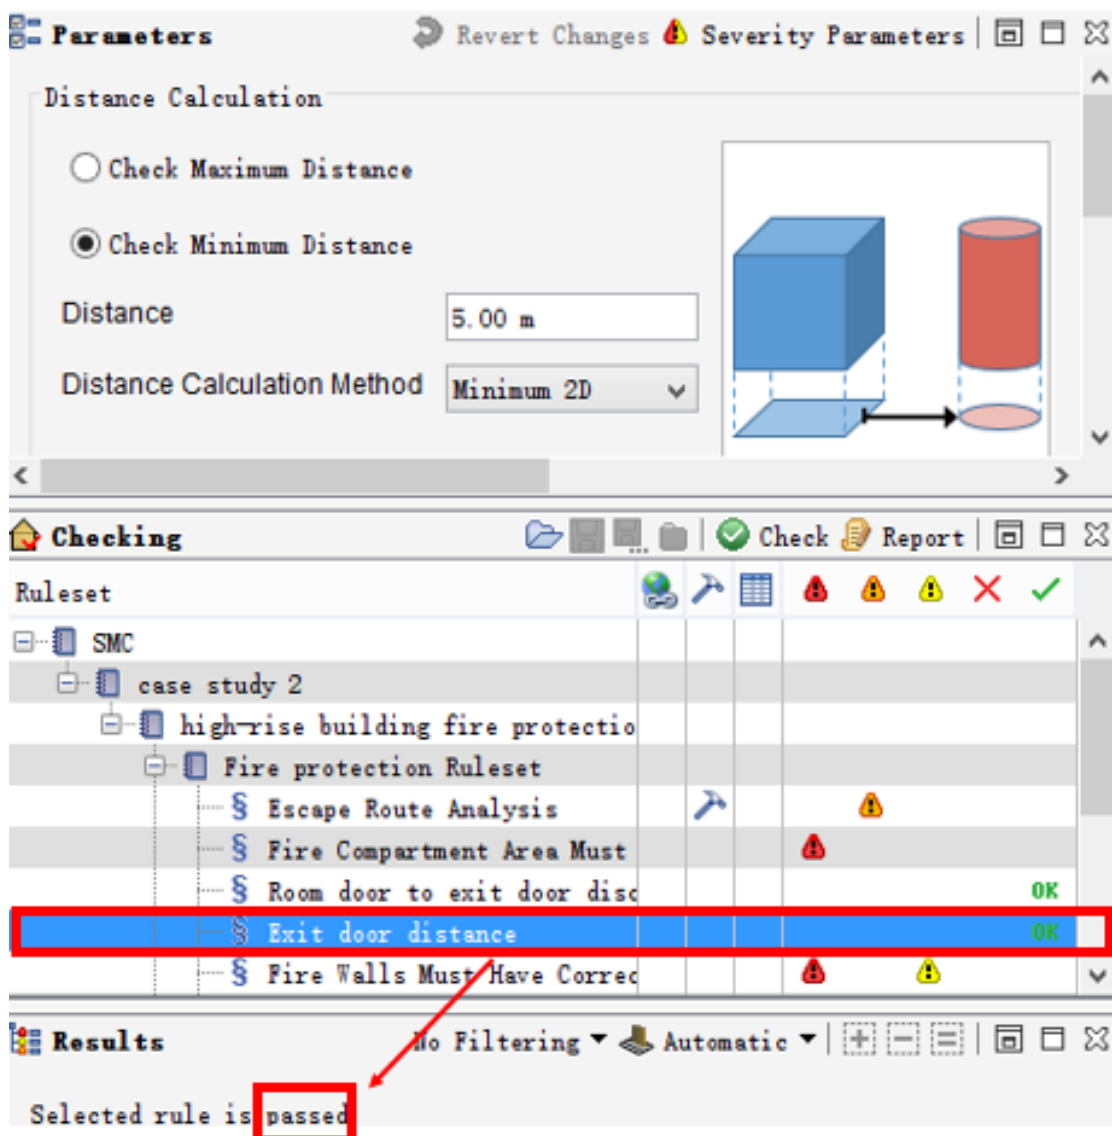 Parameters Revert Changes Severity Parameters
Distance Calculation
Check Maximum Distance
Check Minimum Distance
Distance 5.00 m
Distance Calculation Method Minimum 2D
Checking Check Report
Ruleset
SMC
case study 2
high-rise building fire protectio
Fire protection Ruleset
§ Escape Route Analysis
§ Fire Compartment Area Must
§ Room door to exit door disc OK
§ Exit door distance OK
§ Fire Walls Must Have Correc
Results No Filtering Automatic
Selected rule is passed